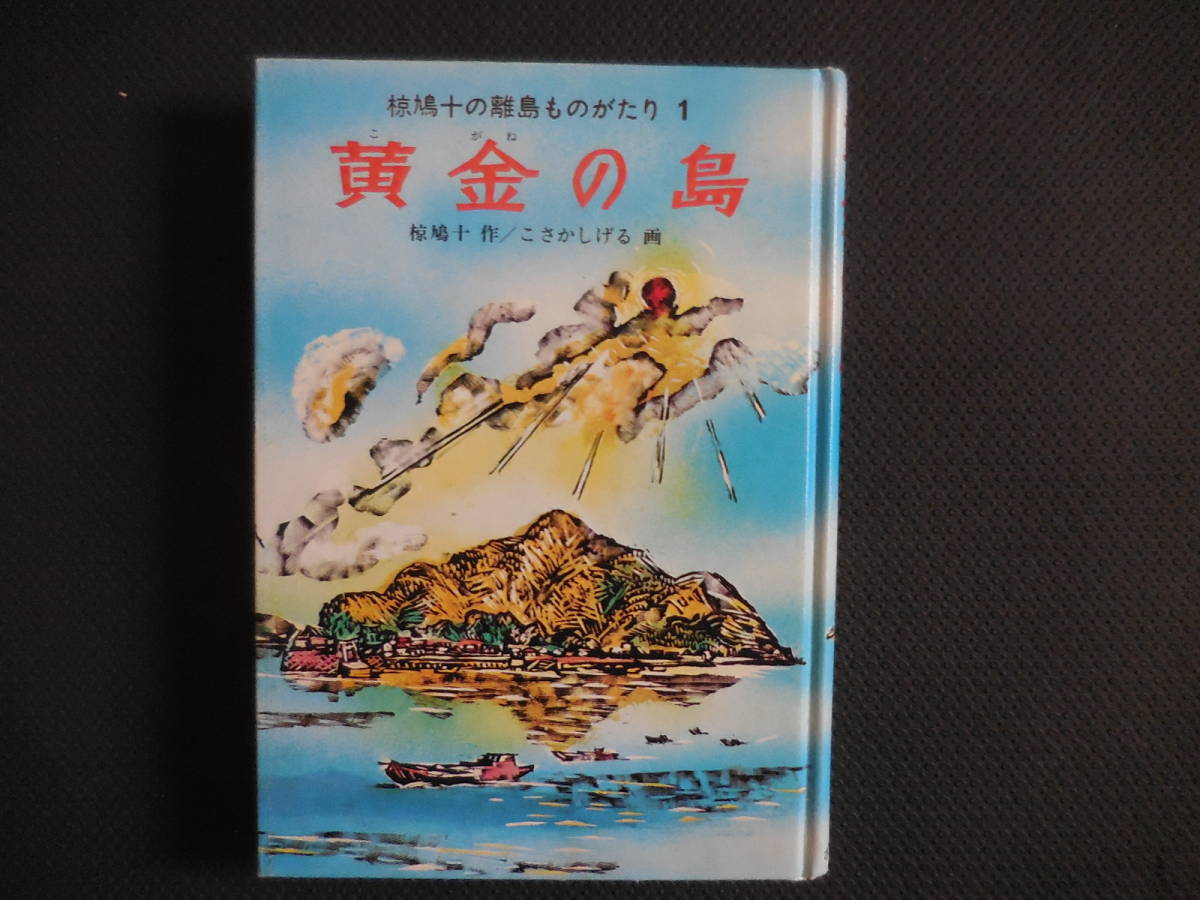 椋鳩十の離島ものがたり 1
こがね
黄金の島
椋鳩十 作/こさかしげる 画